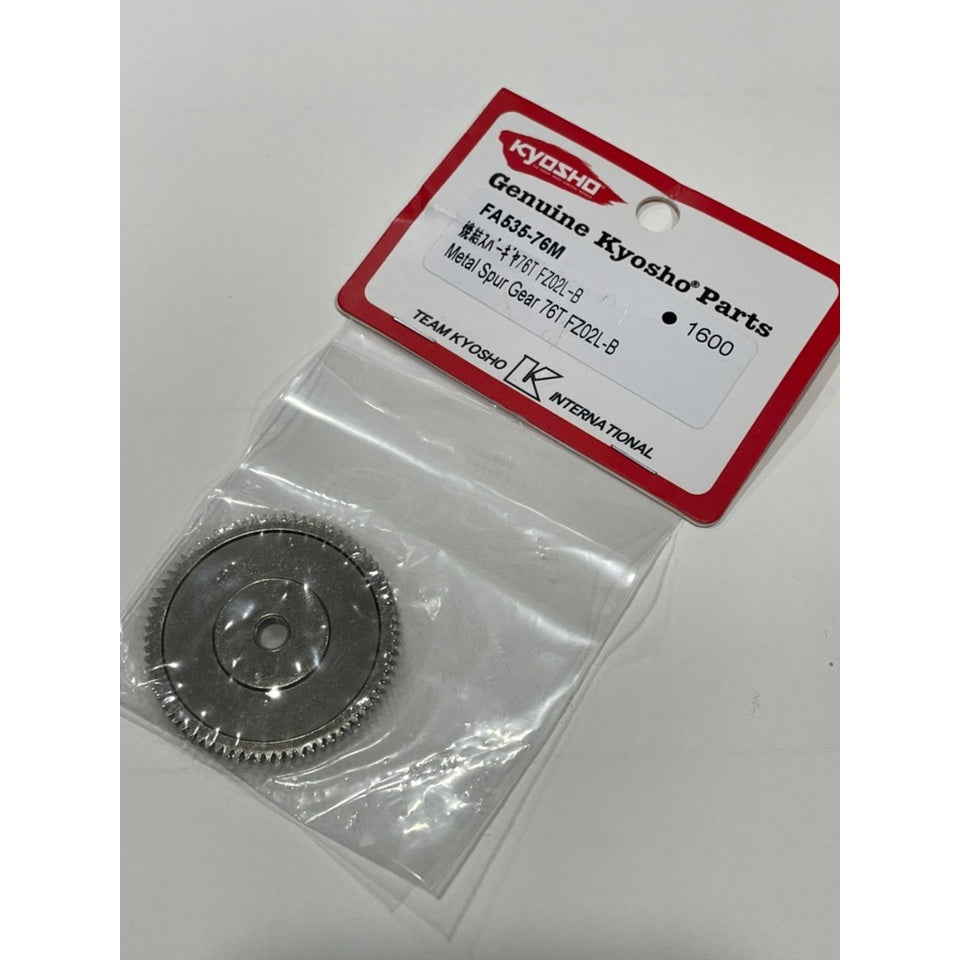 KYOSHO
Genuine Kyosho® Parts
FA535-76M
焼結ｽﾊﾟｰｷﾞﾔ76T FZ02L-B
Metal Spur Gear 76T FZ02L-B
● 1600
TEAM KYOSHO K INTERNATIONAL